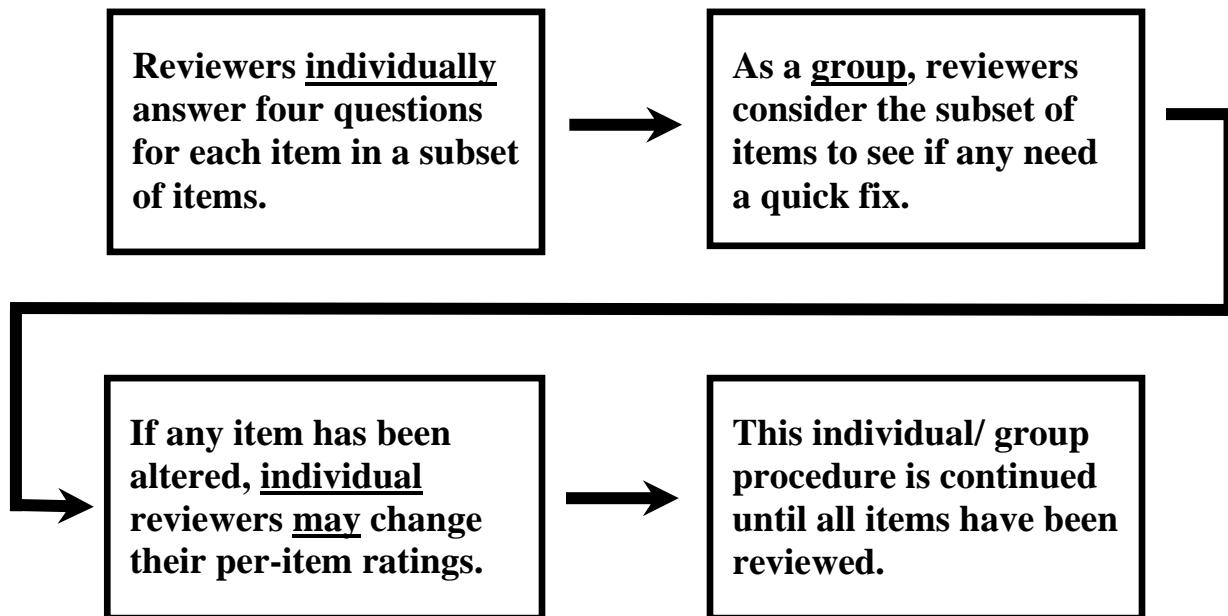 Reviewers individually
answer four questions
for each item in a subset
of items.
As a group, reviewers
consider the subset of
items to see if any need
a quick fix.
If any item has been
altered, individual
reviewers may change
their per-item ratings.
This individual/ group
procedure is continued
until all items have been
reviewed.